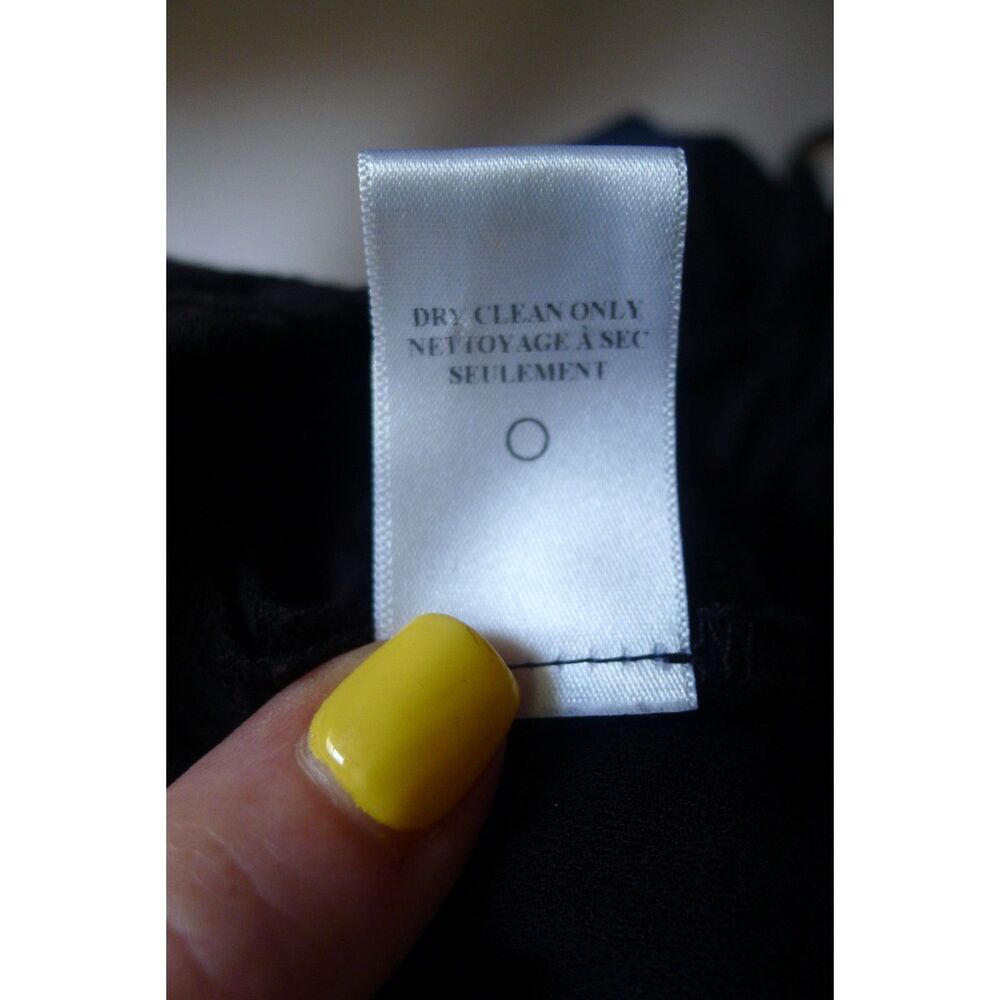 DRY CLEAN ONLY
NETTOYAGE À SEC
SEULEMENT